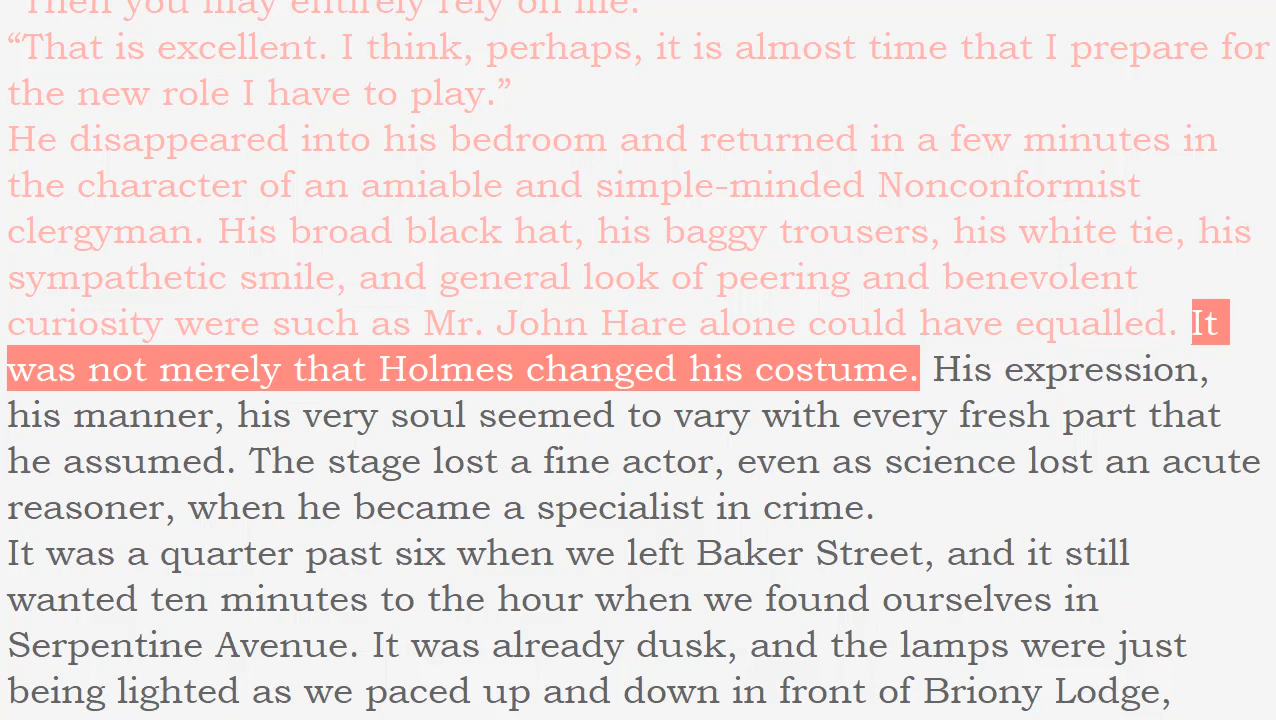 "Then you may entirely rely on me."
“That is excellent. I think, perhaps, it is almost time that I prepare for
the new role I have to play.”
He disappeared into his bedroom and returned in a few minutes in
the character of an amiable and simple-minded Nonconformist
clergyman. His broad black hat, his baggy trousers, his white tie, his
sympathetic smile, and general look of peering and benevolent
curiosity were such as Mr. John Hare alone could have equalled. It
was not merely that Holmes changed his costume. His expression,
his manner, his very soul seemed to vary with every fresh part that
he assumed. The stage lost a fine actor, even as science lost an acute
reasoner, when he became a specialist in crime.
It was a quarter past six when we left Baker Street, and it still
wanted ten minutes to the hour when we found ourselves in
Serpentine Avenue. It was already dusk, and the lamps were just
being lighted as we paced up and down in front of Briony Lodge,